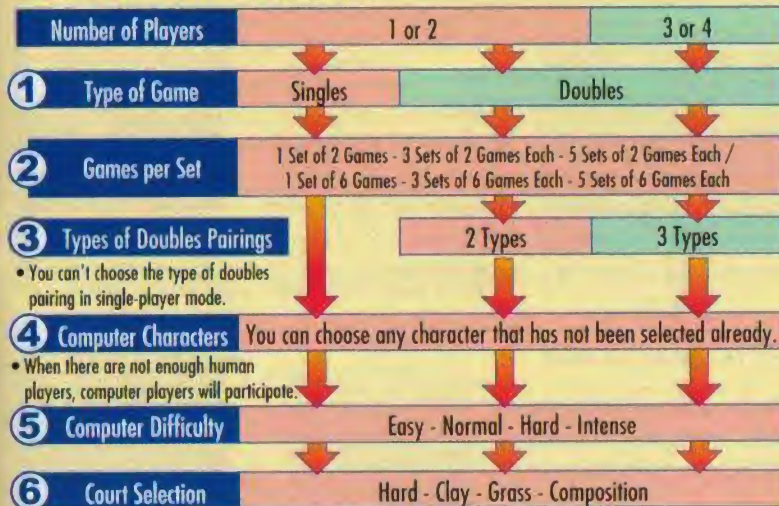 Number of Players 1 or 2 3 or 4
1 Type of Game Singles Doubles
2 Games per Set
1 Set of 2 Games - 3 Sets of 2 Games Each - 5 Sets of 2 Games Each /
1 Set of 6 Games - 3 Sets of 6 Games Each - 5 Sets of 6 Games Each
3 Types of Doubles Pairings 2 Types 3 Types
• You can't choose the type of doubles
pairing in single-player mode.
4 Computer Characters You can choose any character that has not been selected already.
• When there are not enough human
players, computer players will participate.
5 Computer Difficulty Easy - Normal - Hard - Intense
6 Court Selection Hard - Clay - Grass - Composition